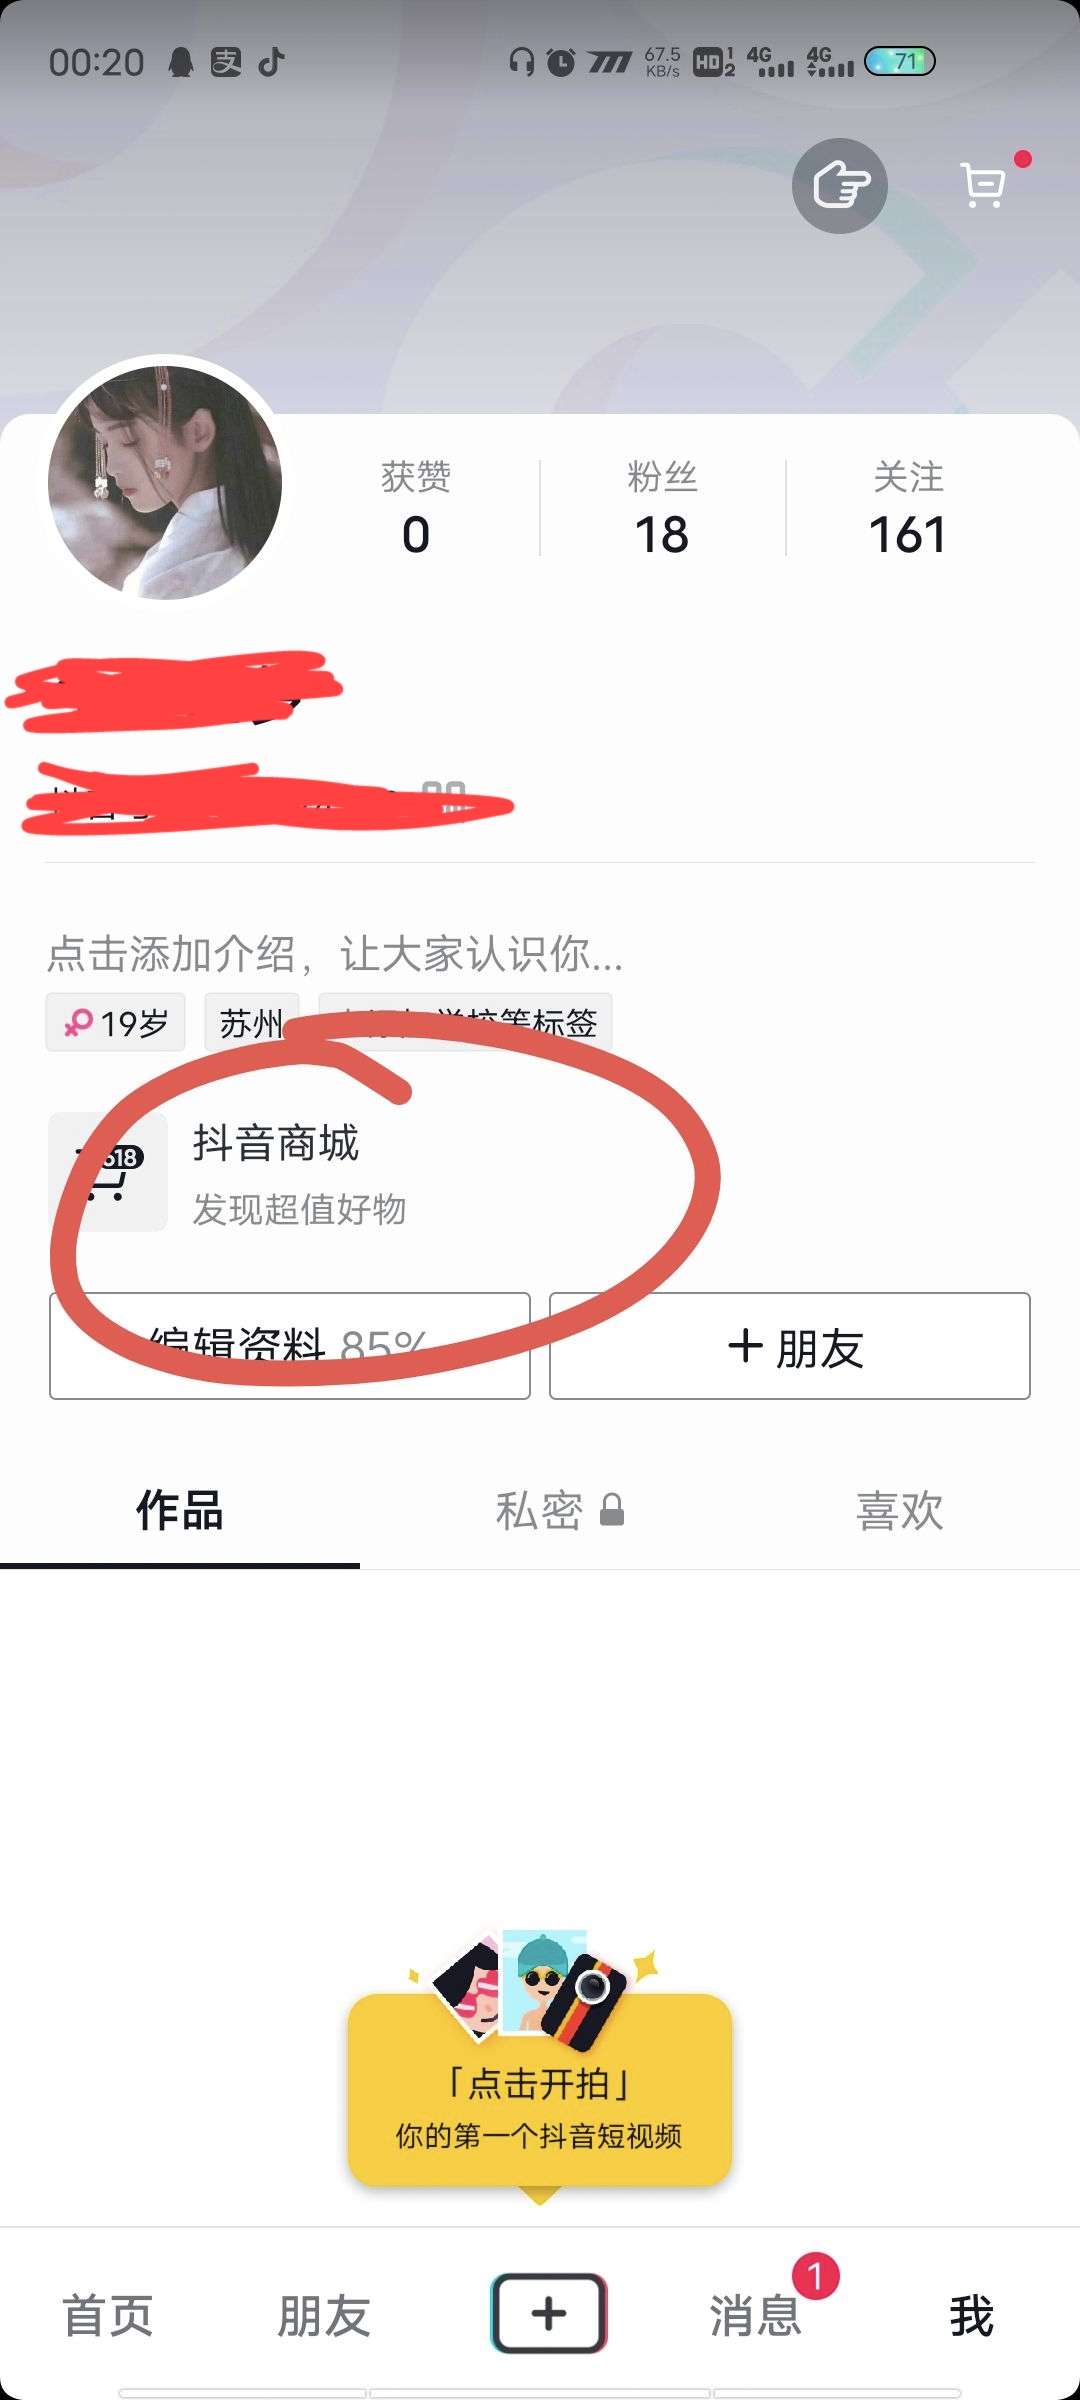 00:20 支 67.5 KB/s HD 1 2 4G 4G 71
获赞 粉丝 关注
0 18 161
点击添加介绍，让大家认识你...
19岁 苏州 学校等标签
618
抖音商城
发现超值好物
编辑资料 85% +朋友
作品 私密 喜欢
「点击开拍」
你的第一个抖音短视频
首页 朋友 消息 1 我